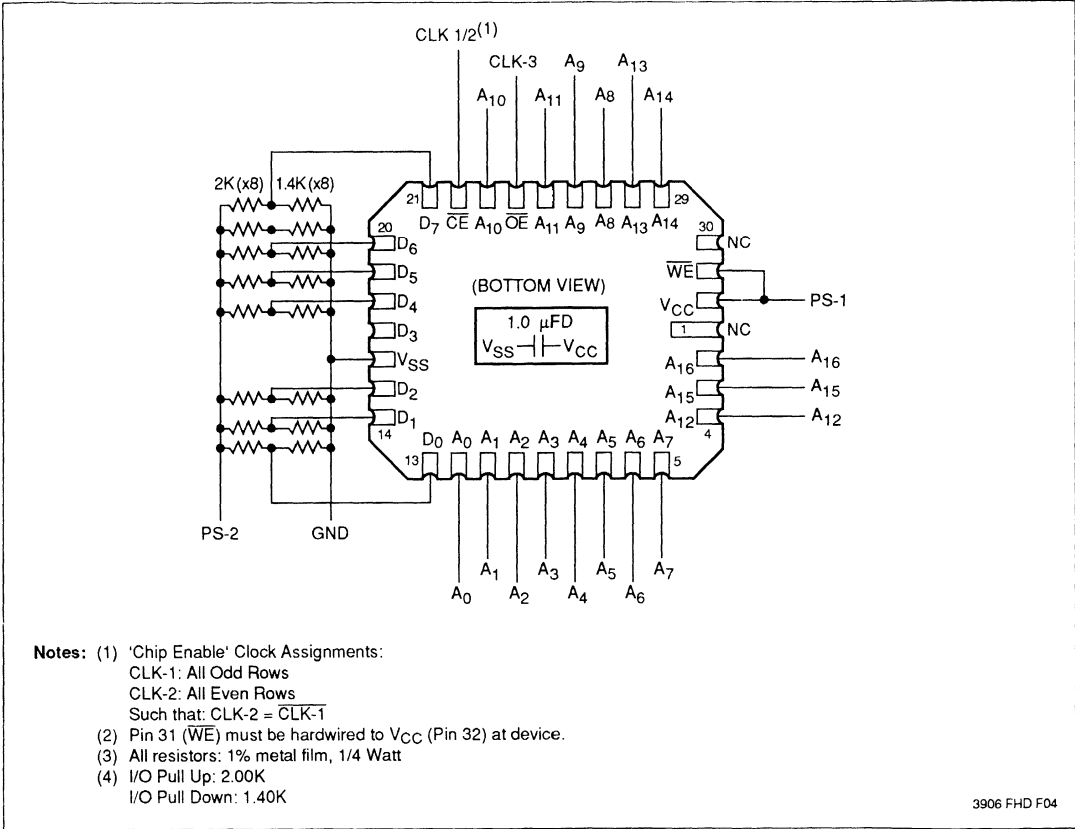 CLK 1/2(1)
CLK-3 A9 A13
A10 A11 A8 A14
2K(x8) 1.4K(x8)
21 29
D7 C̅E̅ A10 O̅E̅ A11 A9 A8 A13 A14
20 30
D6 NC
D5 W̅E̅
(BOTTOM VIEW)
D4 VCC PS-1
1.0 µFD
D3 1 NC
VSS VCC
VSS A16 A16
D2 A15 A15
D1 A12 A12
14 4
D0 A0 A1 A2 A3 A4 A5 A6 A7
13 5
PS-2 GND
A1 A3 A5 A7
A0 A2 A4 A6
Notes: (1) 'Chip Enable' Clock Assignments:
CLK-1: All Odd Rows
CLK-2: All Even Rows
Such that: CLK-2 = C̅L̅K̅-̅1̅
(2) Pin 31 (W̅E̅) must be hardwired to VCC (Pin 32) at device.
(3) All resistors: 1% metal film, 1/4 Watt
(4) I/O Pull Up: 2.00K
I/O Pull Down: 1.40K
3906 FHD F04